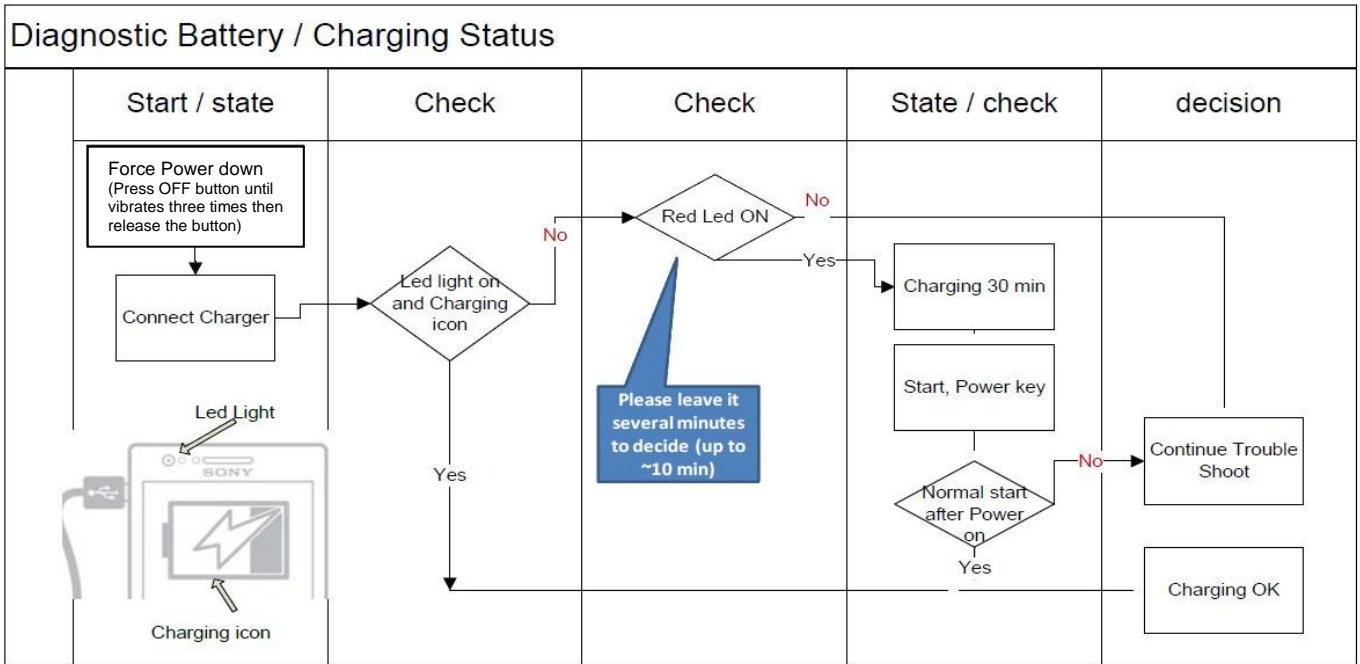 Diagnostic Battery / Charging Status
Start / state
Check
Check
State / check
decision
Force Power down
(Press OFF button until
vibrates three times then
release the button)
Connect Charger
Led light on
and Charging
icon
No
Yes
Red Led ON
No
Yes
Please leave it
several minutes
to decide (up to
~10 min)
Charging 30 min
Start, Power key
Normal start
after Power
on
No
Yes
Continue Trouble
Shoot
Charging OK
Led Light
SONY
Charging icon